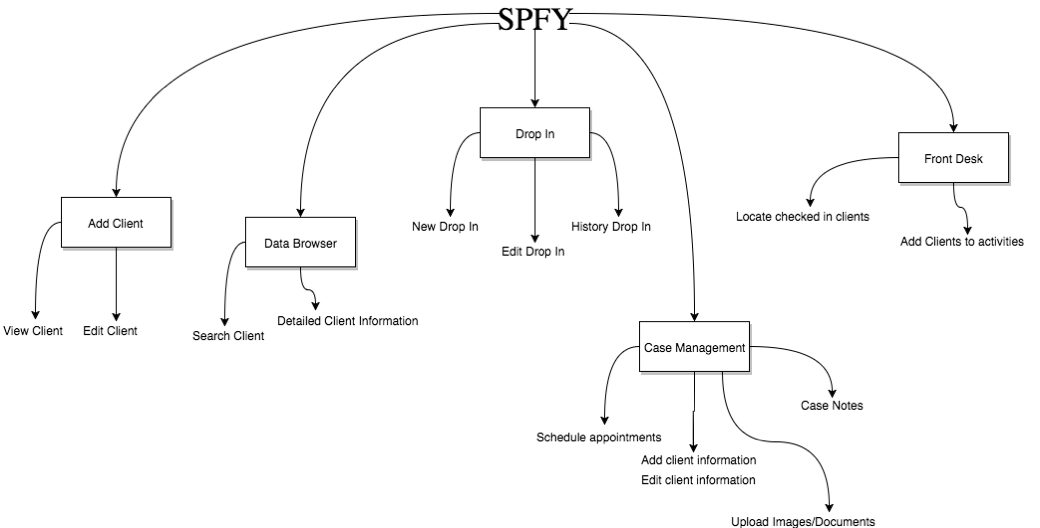 SPFY
Drop In
Front Desk
Locate checked in clients
Add Clients to activities
Add Client
Data Browser
New Drop In
History Drop In
Edit Drop In
View Client
Edit Client
Search Client
Detailed Client Information
Case Management
Case Notes
Schedule appointments
Add client information
Edit client information
Upload Images/Documents